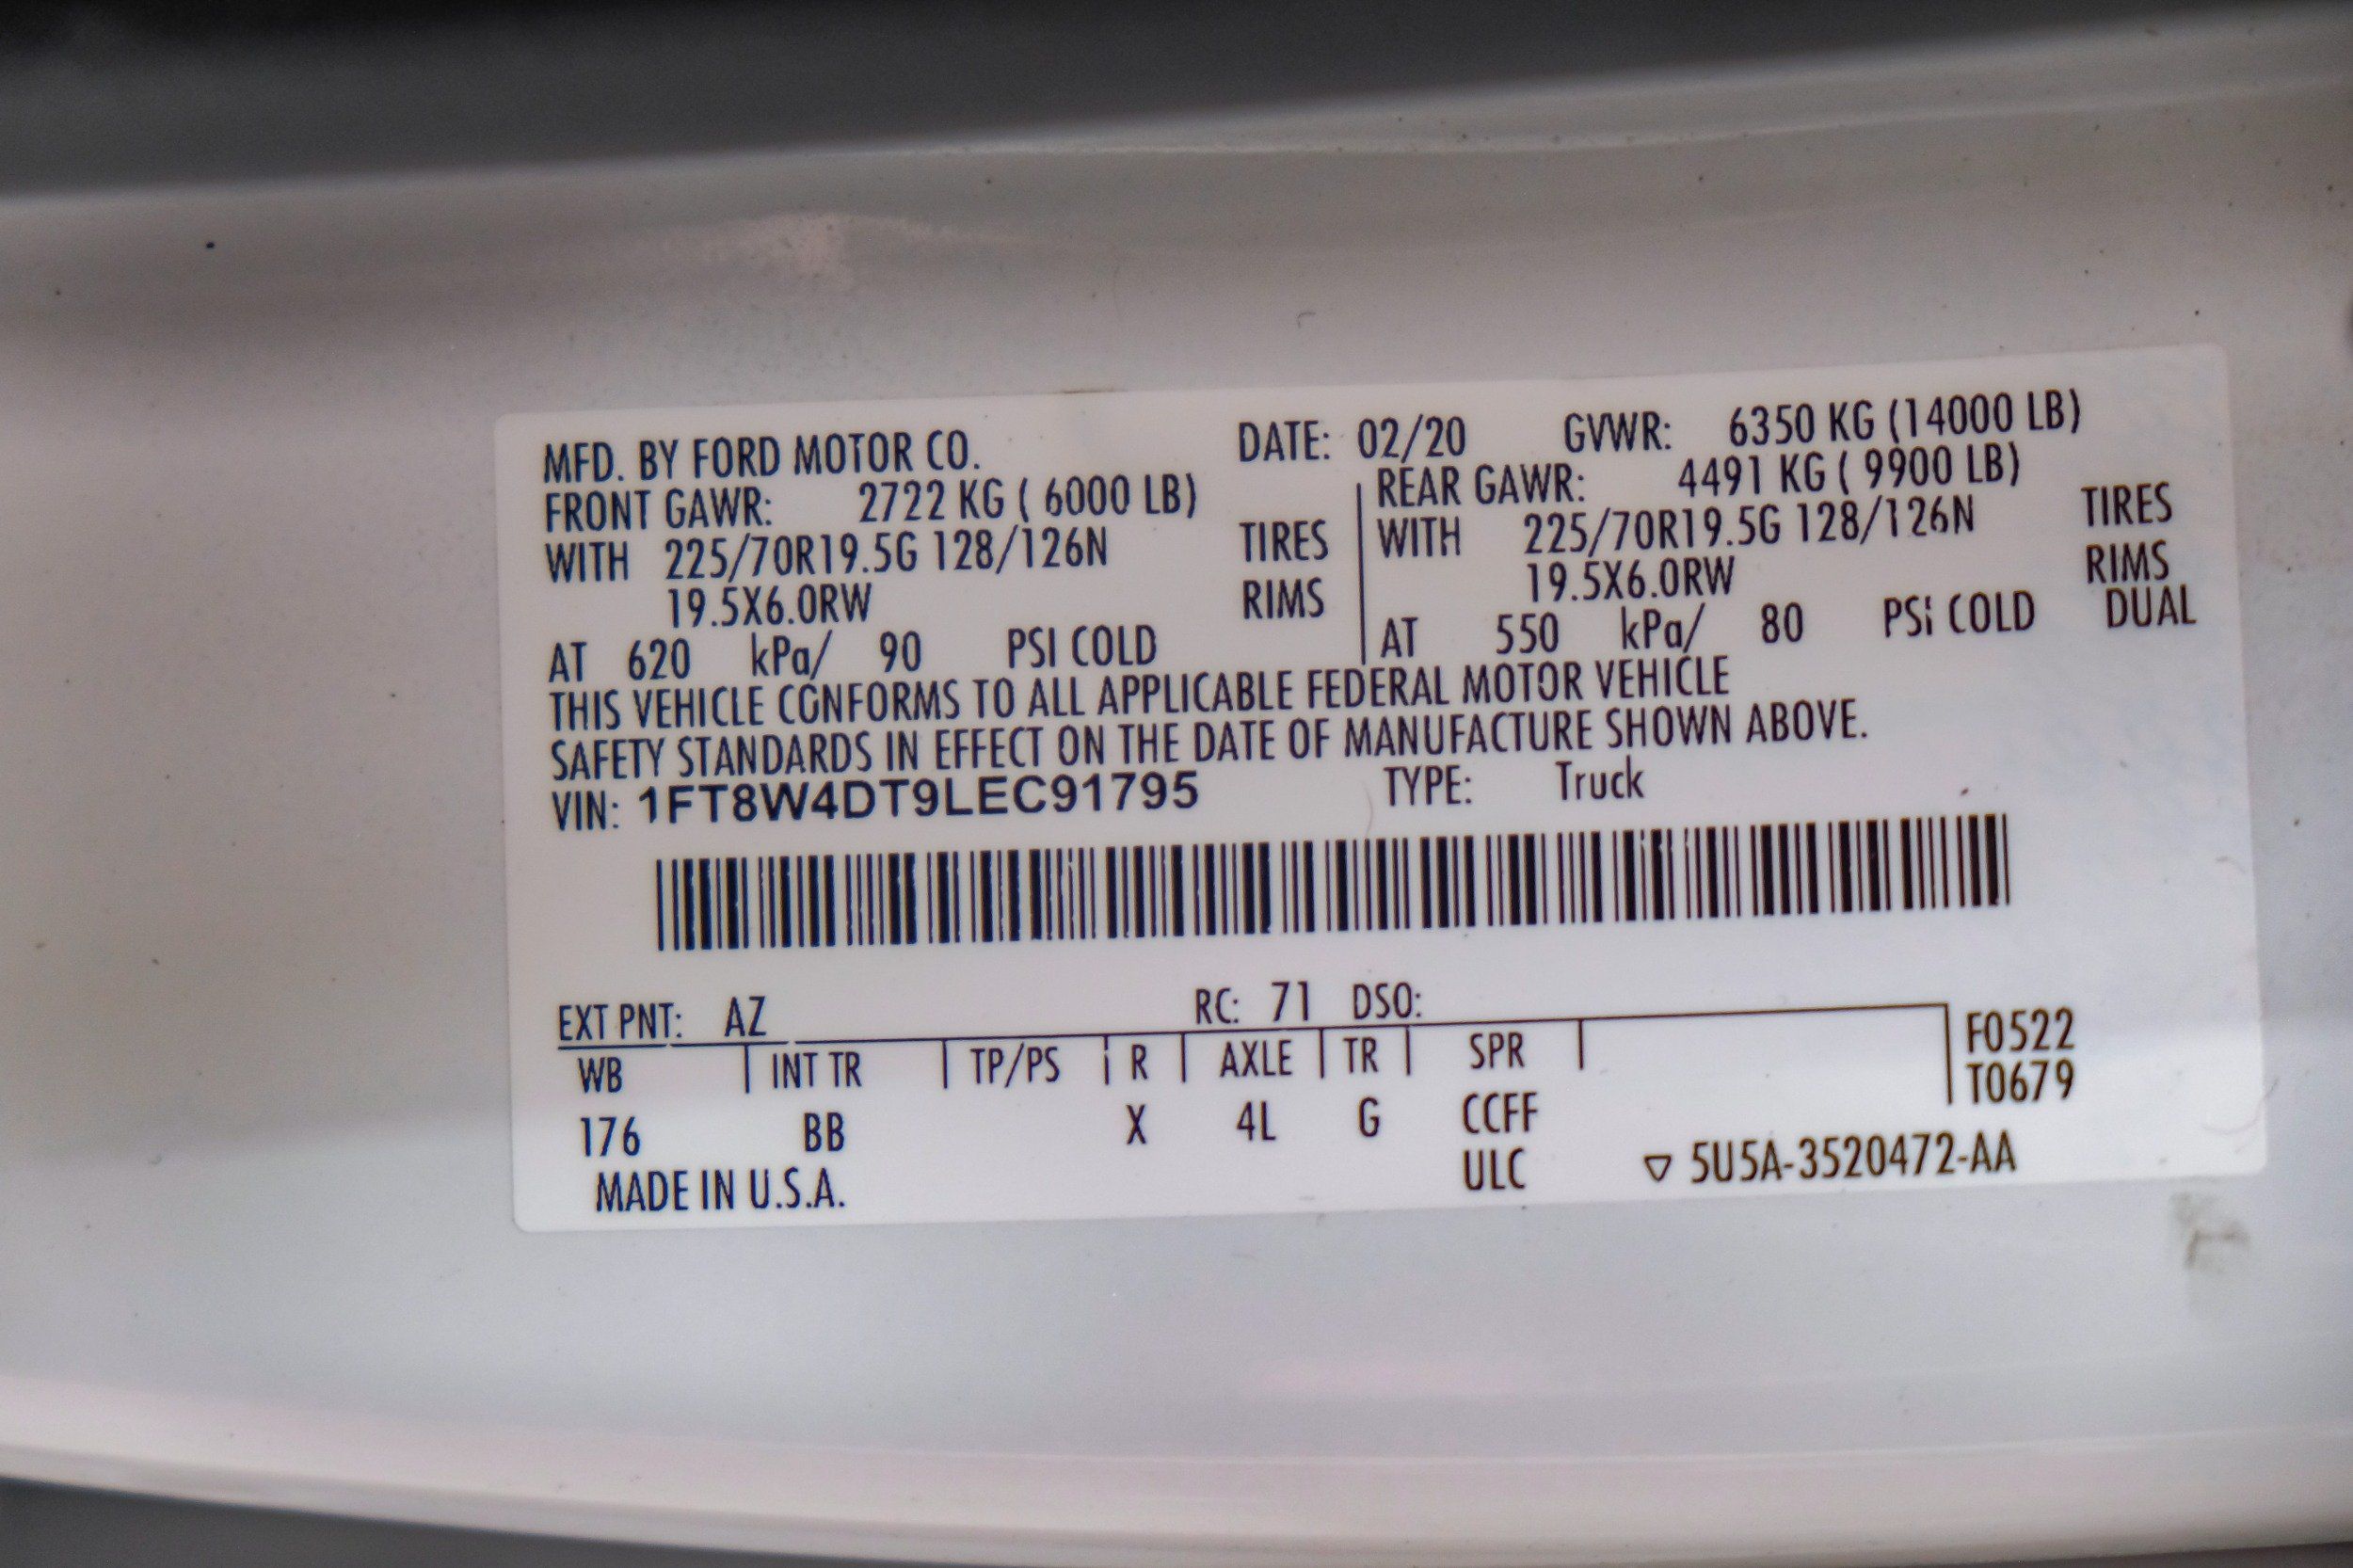 MFD. BY FORD MOTOR CO. DATE: 02/20 GVWR: 6350 KG (14000 LB)
FRONT GAWR: 2722 KG ( 6000 LB) REAR GAWR: 4491 KG ( 9900 LB)
WITH 225/70R19.5G 128/126N TIRES WITH 225/70R19.5G 128/126N TIRES
19.5X6.0RW RIMS 19.5X6.0RW RIMS
AT 620 kPa/ 90 PSI COLD AT 550 kPa/ 80 PSi COLD DUAL
THIS VEHICLE CONFORMS TO ALL APPLICABLE FEDERAL MOTOR VEHICLE
SAFETY STANDARDS IN EFFECT ON THE DATE OF MANUFACTURE SHOWN ABOVE.
VIN: 1FT8W4DT9LEC91795 TYPE: Truck
EXT PNT: AZ RC: 71 DSO:
WB INT TR TP/PS R AXLE TR SPR F0522
T0679
176 BB X 4L G CCFF
MADE IN U.S.A. ULC ▽ 5U5A-3520472-AA